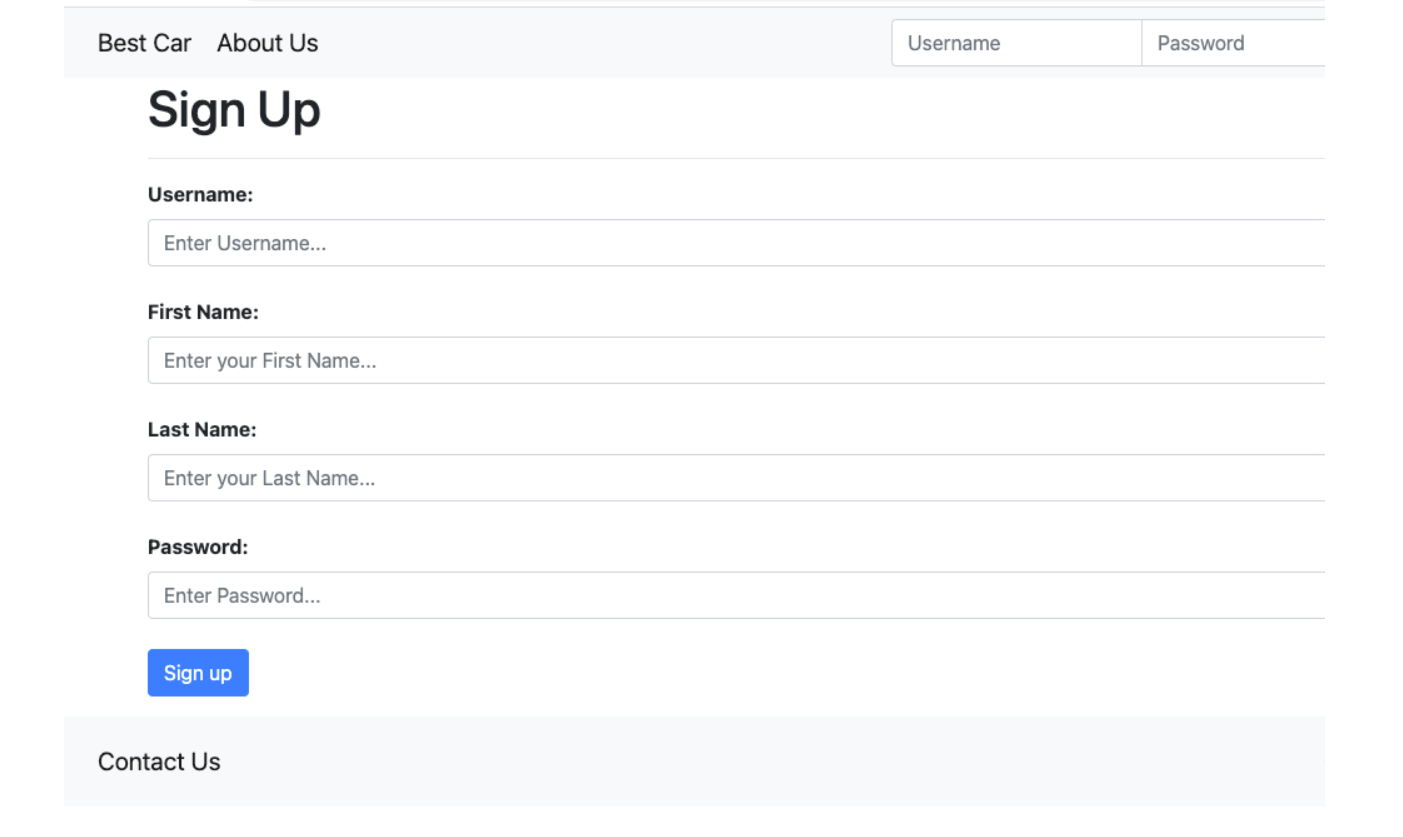 Best Car About Us Username Password
Sign Up
Username:
Enter Username...
First Name:
Enter your First Name...
Last Name:
Enter your Last Name...
Password:
Enter Password...
Sign up
Contact Us